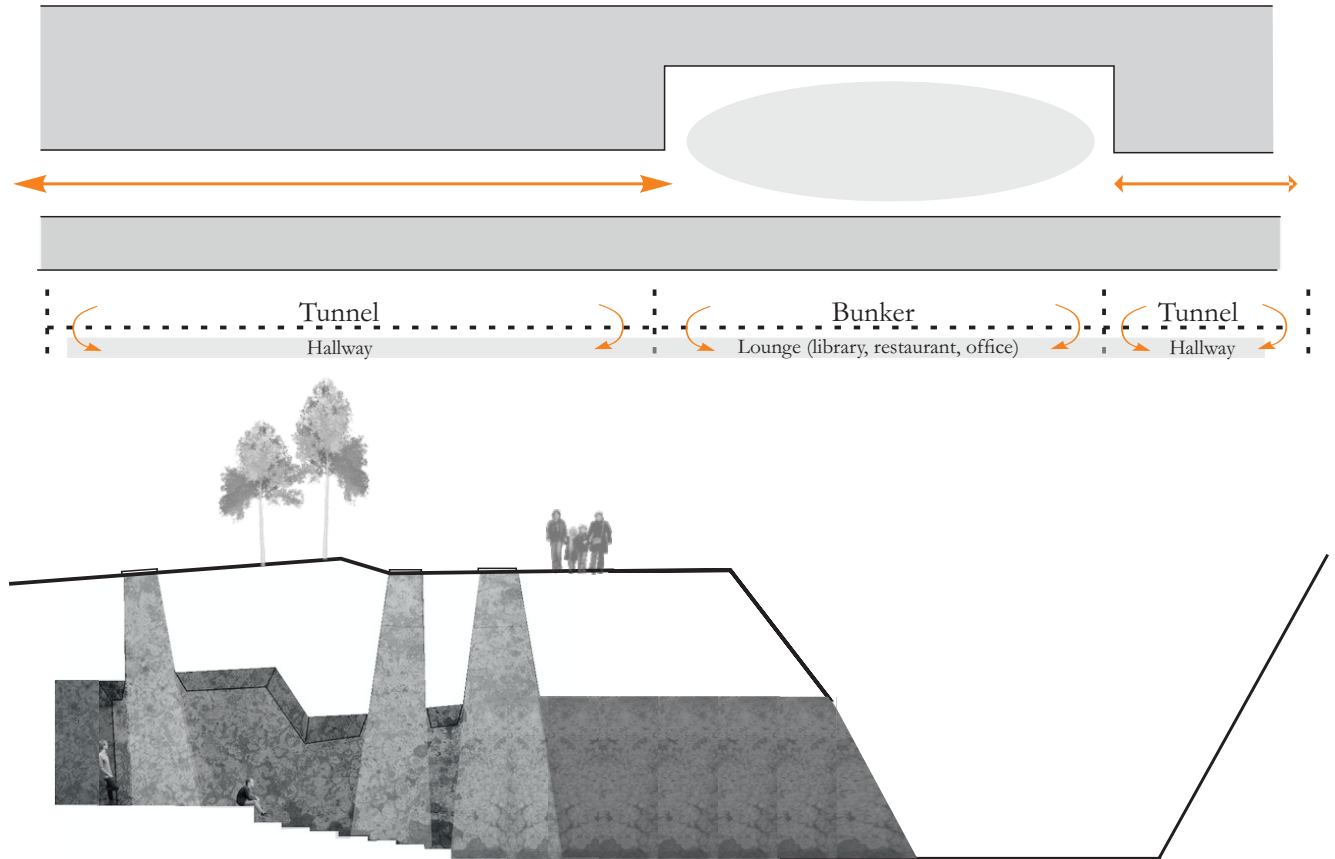 Tunnel
Bunker
Tunnel
Hallway
Lounge (library, restaurant, office)
Hallway